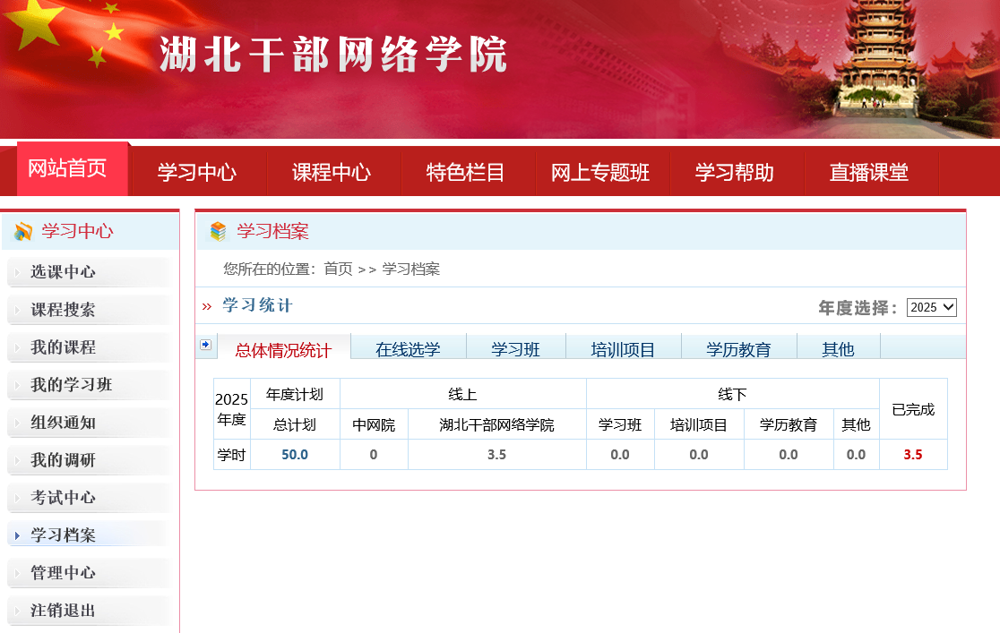 湖北干部网络学院
网站首页 学习中心 课程中心 特色栏目 网上专题班 学习帮助 直播课堂
学习中心
选课中心
课程搜索
我的课程
我的学习班
组织通知
我的调研
考试中心
学习档案
管理中心
注销退出
学习档案
您所在的位置：首页 >> 学习档案
学习统计 年度选择： 2025
总体情况统计 在线选学 学习班 培训项目 学历教育 其他
2025年度 年度计划 线上 线下 已完成
总计划 中网院 湖北干部网络学院 学习班 培训项目 学历教育 其他
学时 50.0 0 3.5 0.0 0.0 0.0 0.0 3.5